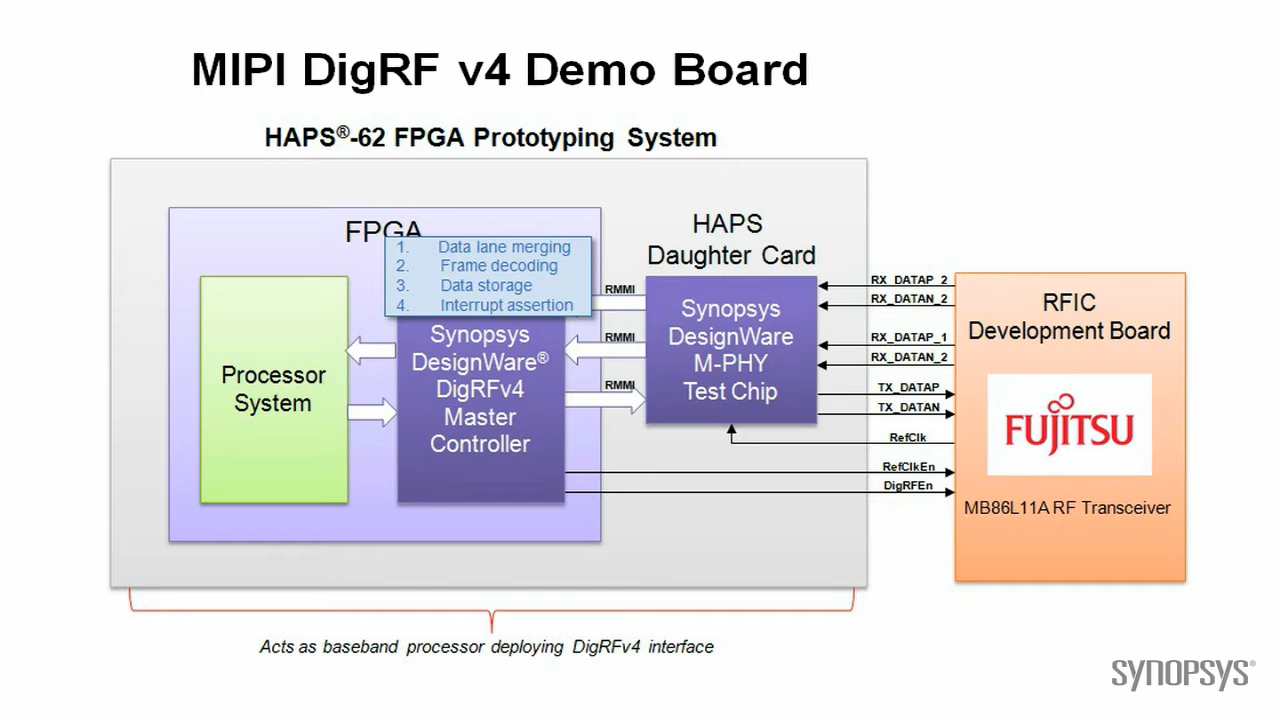 MIPI DigRF v4 Demo Board
HAPS®-62 FPGA Prototyping System
FPGA
1. Data lane merging
2. Frame decoding
3. Data storage
4. Interrupt assertion
Processor
System
Synopsys
DesignWare®
DigRFv4
Master
Controller
RMMI
RMMI
RMMI
HAPS
Daughter Card
Synopsys
DesignWare
M-PHY
Test Chip
RX_DATAP_2
RX_DATAN_2
RX_DATAP_1
RX_DATAN_2
TX_DATAP
TX_DATAN
RefClk
RefClkEn
DigRFEn
RFIC
Development Board
FUJITSU
MB86L11A RF Transceiver
Acts as baseband processor deploying DigRFv4 interface
SYNOPSYS®